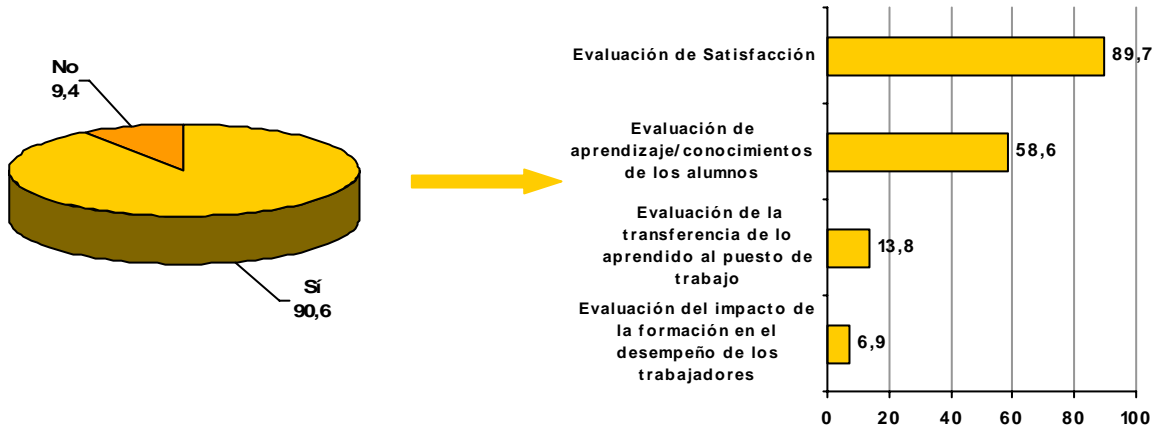 No
9,4
Sí
90,6
Evaluación de Satisfacción
89,7
Evaluación de
aprendizaje/conocimientos
de los alumnos
58,6
Evaluación de la
transferencia de lo
aprendido al puesto de
trabajo
13,8
Evaluación del impacto de
la formación en el
desempeño de los
trabajadores
6,9
0 20 40 60 80 100